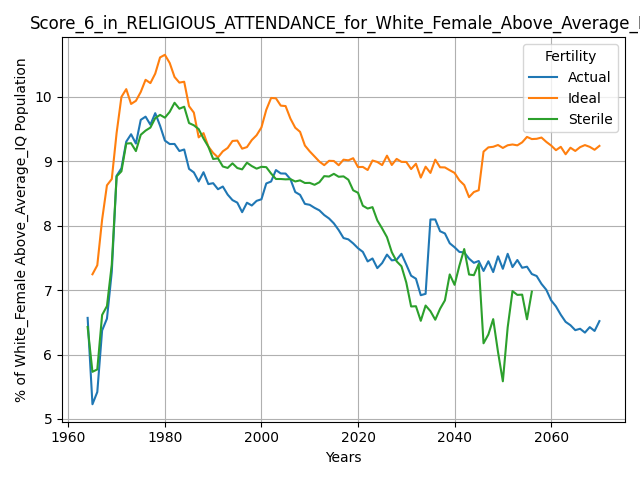 Score_6_in_RELIGIOUS_ATTENDANCE_for_White_Female_Above_Average_I
Fertility
Actual
Ideal
Sterile
% of White_Female Above_Average_IQ Population
10
9
8
7
6
5
1960 1980 2000 2020 2040 2060
Years